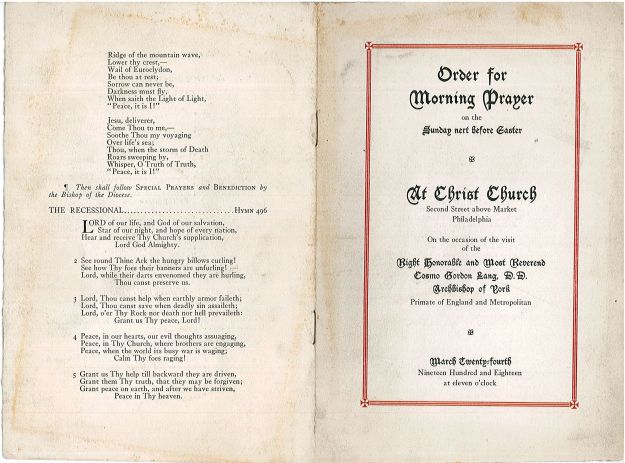 Ridge of the mountain wave,
Lower thy crest,—
Wail of Euroclydon,
Be thou at rest;
Sorrow can never be,
Darkness must fly,
When saith the Light of Light,
"Peace, it is I!"
Jesu, deliverer,
Come Thou to me,—
Soothe Thou my voyaging
Over life's sea;
Thou, when the storm of Death
Roars sweeping by,
Whisper, O Truth of Truth,
"Peace, it is I!"
¶ Then shall follow SPECIAL PRAYERS and BENEDICTION by
the Bishop of the Diocese.
THE RECESSIONAL............................HYMN 496
LORD of our life, and God of our salvation,
Star of our night, and hope of every nation,
Hear and receive Thy Church's supplication,
Lord God Almighty.
2 See round Thine Ark the hungry billows curling!
See how Thy foes their banners are unfurling!
Lord, while their darts envenomed they are hurling,
Thou canst preserve us.
3 Lord, Thou canst help when earthly armor faileth;
Lord, Thou canst save when deadly sin assaileth;
Lord, o'er Thy Rock nor death nor hell prevaileth:
Grant us Thy peace, Lord!
4 Peace, in our hearts, our evil thoughts assuaging,
Peace, in Thy Church, where brothers are engaging,
Peace, when the world its busy war is waging;
Calm Thy foes raging!
5 Grant us Thy help till backward they are driven,
Grant them Thy truth, that they may be forgiven;
Grant peace on earth, and after we have striven,
Peace in Thy heaven.
Order for
Morning Prayer
on the
Sunday next before Easter
At Christ Church
Second Street above Market
Philadelphia
On the occasion of the visit
of the
Right Honorable and Most Reverend
Cosmo Gordon Lang, D.D.
Archbishop of York
Primate of England and Metropolitan
March Twenty-fourth
Nineteen Hundred and Eighteen
at eleven o'clock